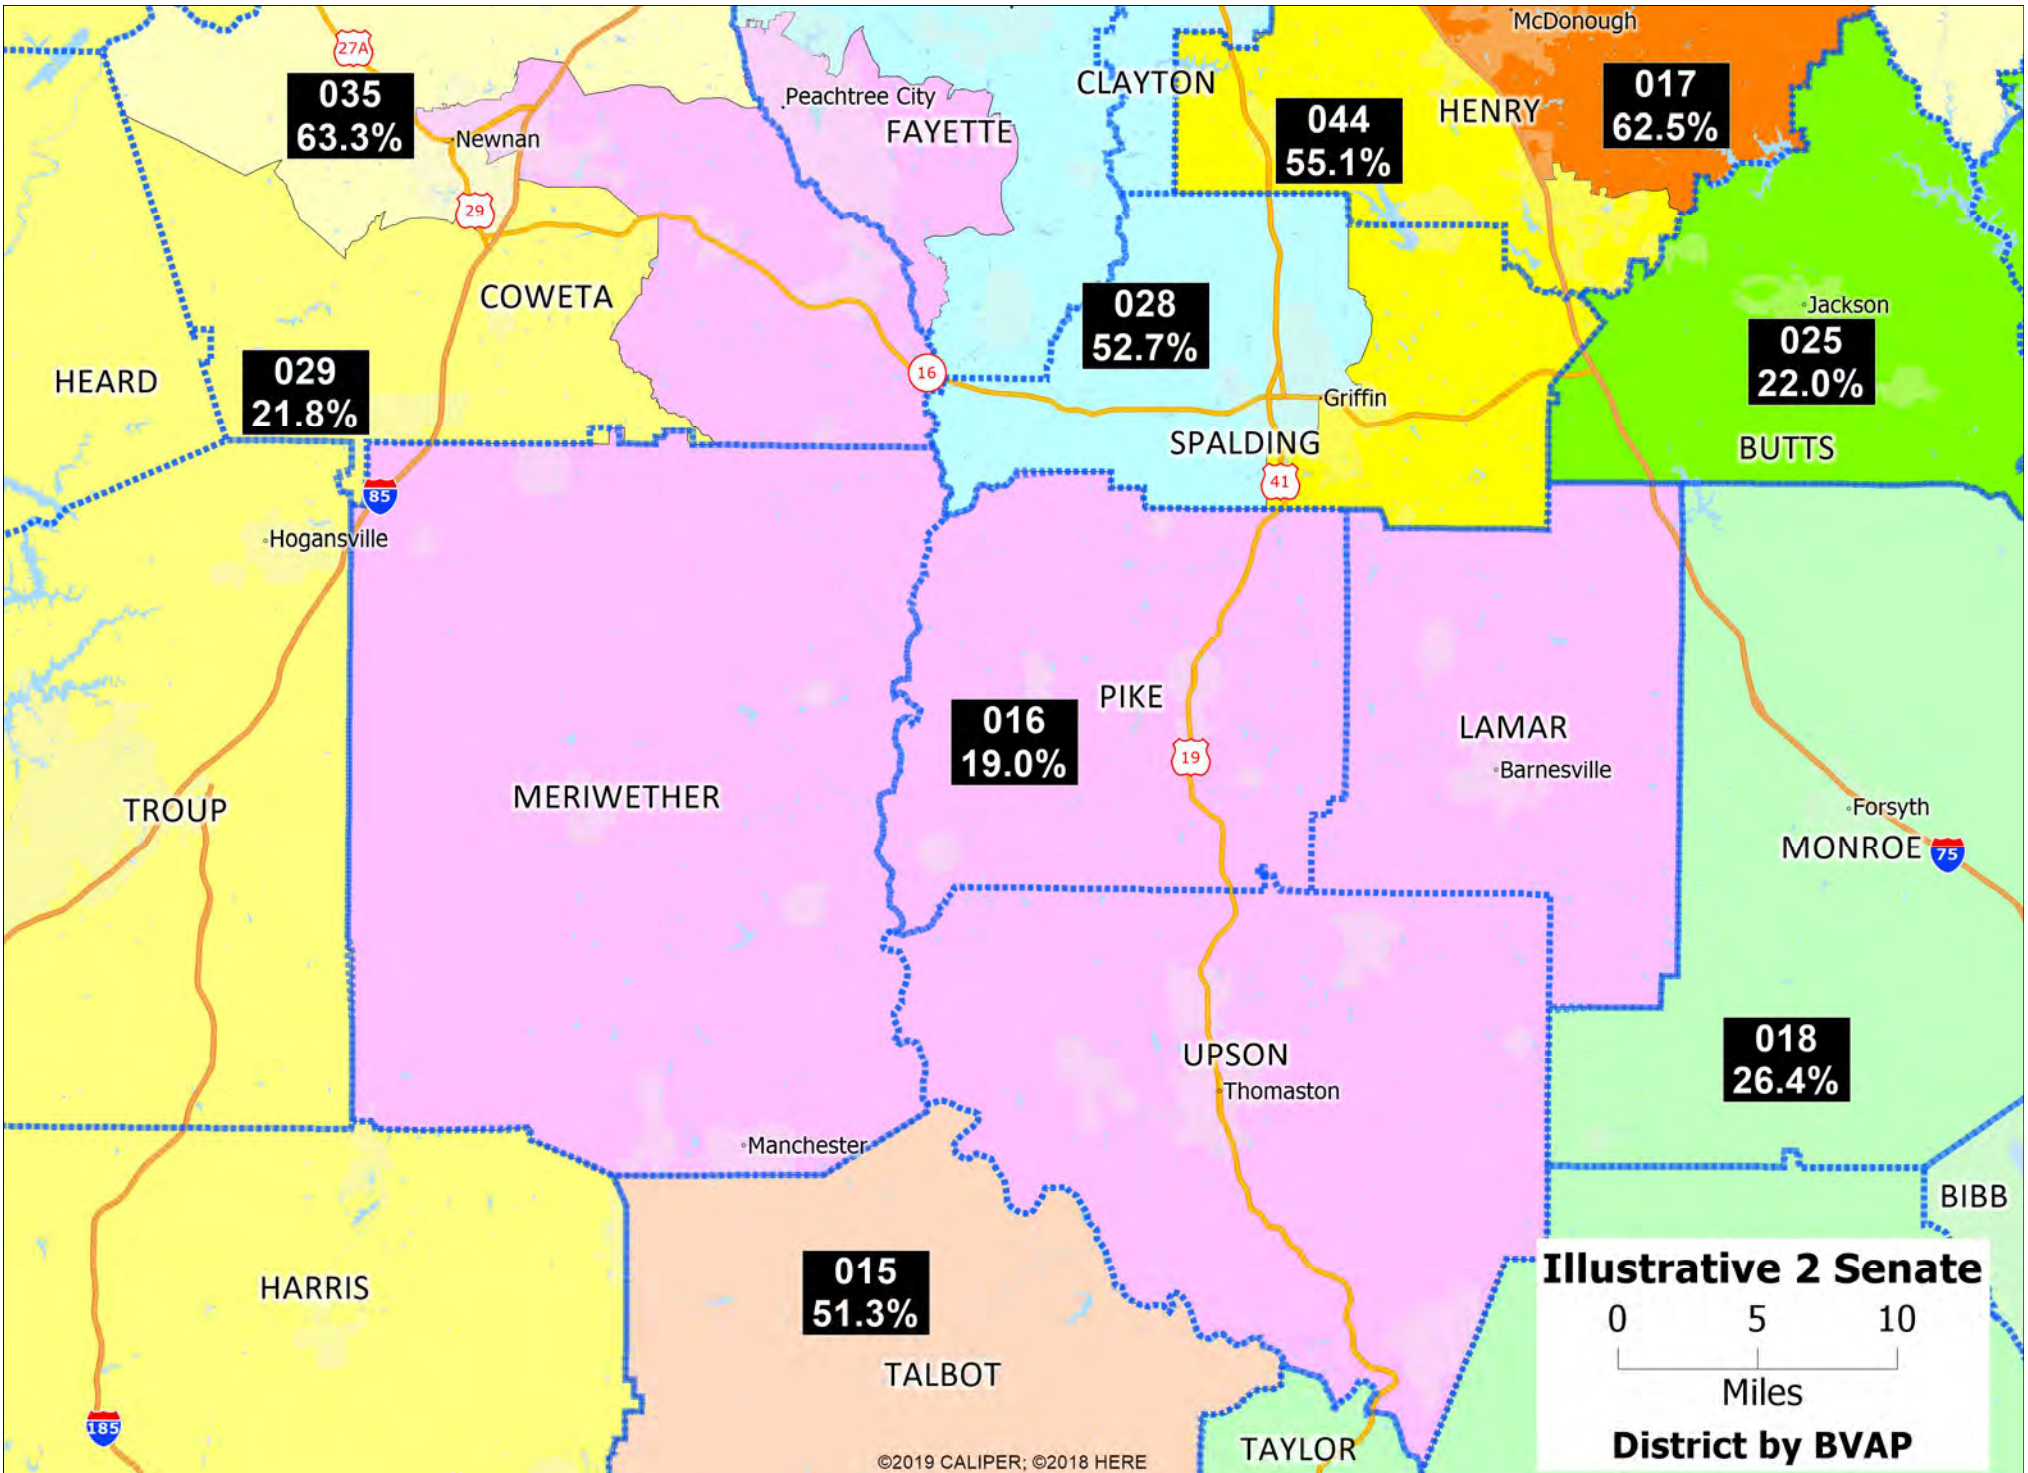 McDonough
27A
035
63.3%
Peachtree City
CLAYTON
044
55.1%
HENRY
017
62.5%
Newnan
FAYETTE
29
COWETA
028
52.7%
Jackson
025
22.0%
HEARD
029
21.8%
16
Griffin
SPALDING
BUTTS
85
41
Hogansville
PIKE
016
19.0%
LAMAR
19
Barnesville
TROUP
MERIWETHER
Forsyth
MONROE
75
018
26.4%
UPSON
Thomaston
Manchester
BIBB
HARRIS
015
51.3%
TALBOT
Illustrative 2 Senate
0 5 10
Miles
District by BVAP
185
TAYLOR
©2019 CALIPER; ©2018 HERE